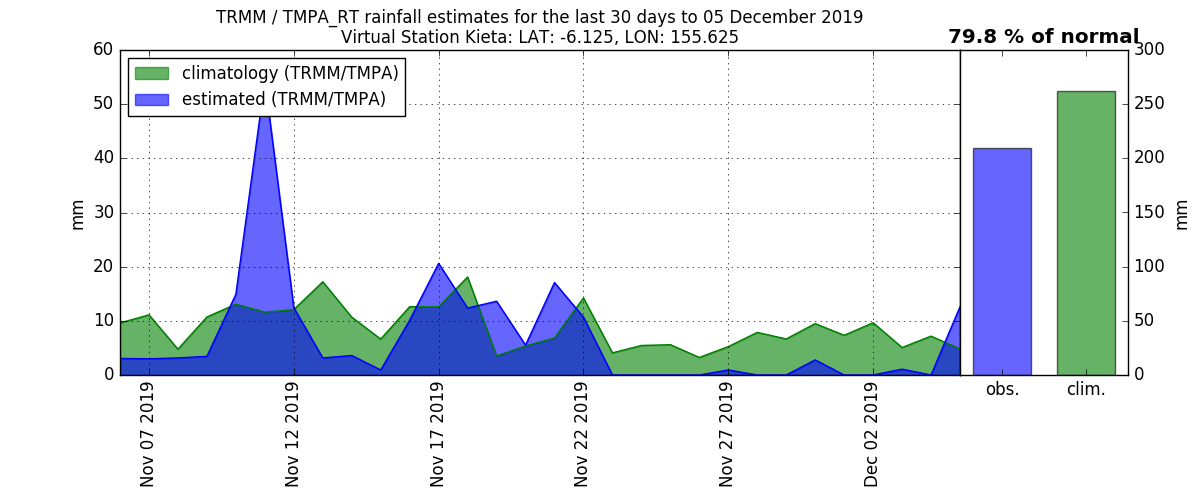 TRMM / TMPA_RT rainfall estimates for the last 30 days to 05 December 2019
Virtual Station Kieta: LAT: -6.125, LON: 155.625
79.8 % of normal
climatology (TRMM/TMPA)
estimated (TRMM/TMPA)
60
50
40
30
20
10
0
mm
Nov 07 2019
Nov 12 2019
Nov 17 2019
Nov 22 2019
Nov 27 2019
Dec 02 2019
obs.
clim.
300
250
200
150
100
50
0
mm